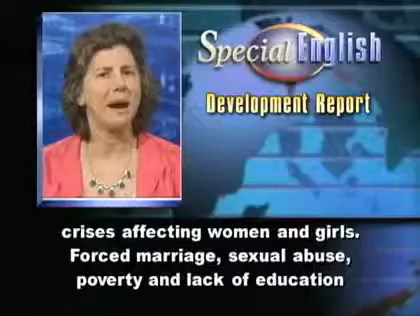 Special English
Development Report
crises affecting women and girls.
Forced marriage, sexual abuse,
poverty and lack of education